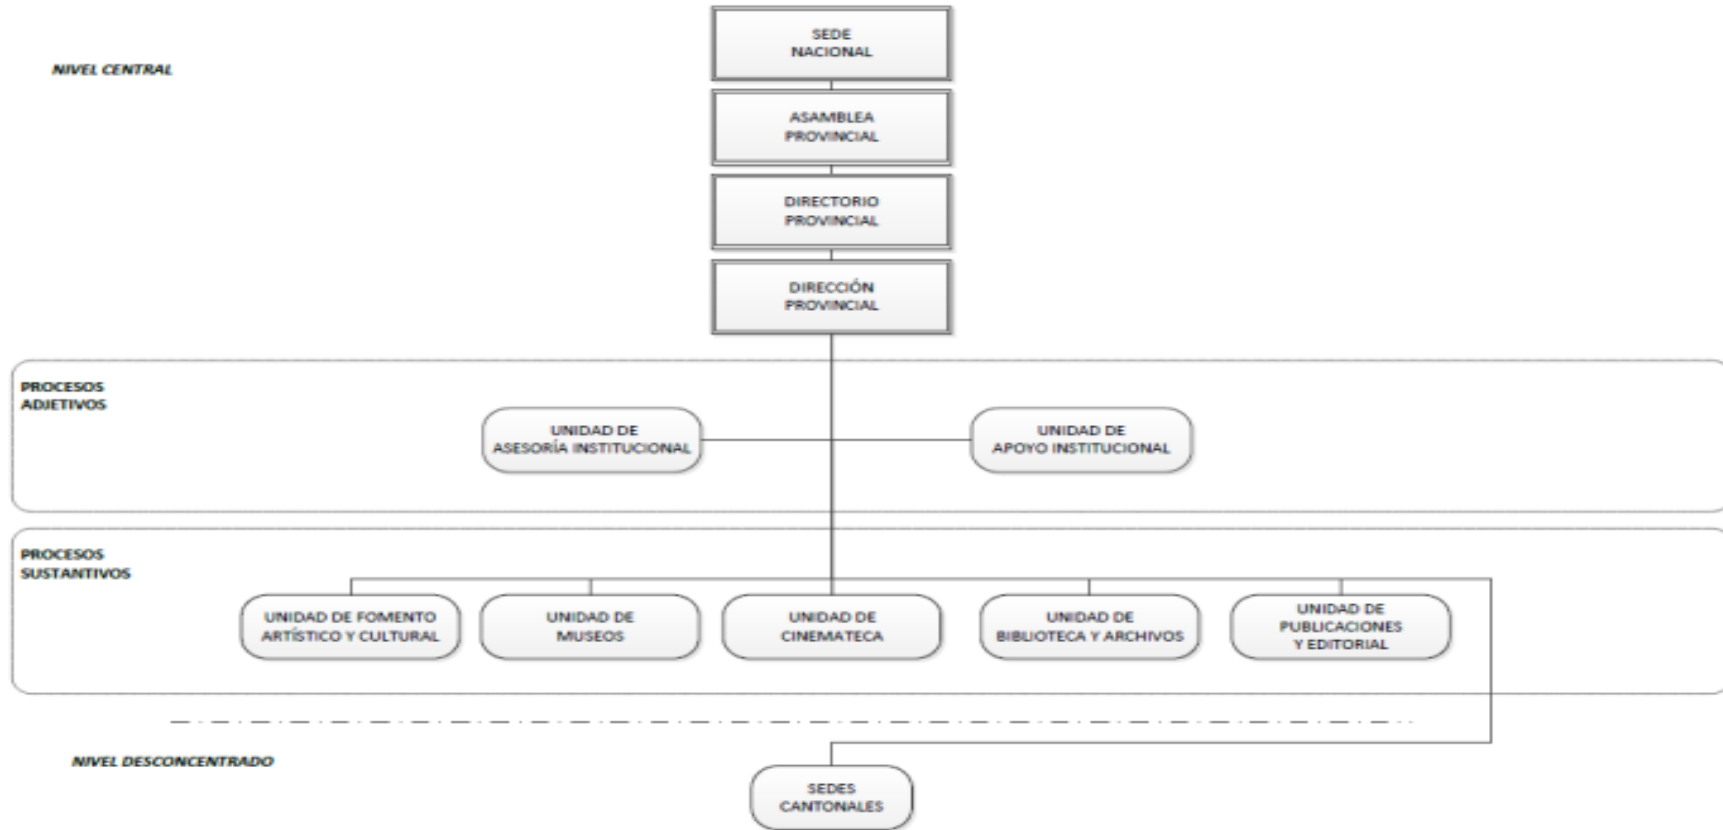 SEDE
NACIONAL
NIVEL CENTRAL
ASAMBLEA
PROVINCIAL
DIRECTORIO
PROVINCIAL
DIRECCIÓN
PROVINCIAL
PROCESOS
ADJETIVOS
UNIDAD DE
ASESORÍA INSTITUCIONAL
UNIDAD DE
APOYO INSTITUCIONAL
PROCESOS
SUSTANTIVOS
UNIDAD DE FOMENTO
ARTÍSTICO Y CULTURAL
UNIDAD DE
MUSEOS
UNIDAD DE
CINEMATECA
UNIDAD DE
BIBLIOTECA Y ARCHIVOS
UNIDAD DE
PUBLICACIONES
Y EDITORIAL
NIVEL DESCONCENTRADO
SEDES
CANTONALES